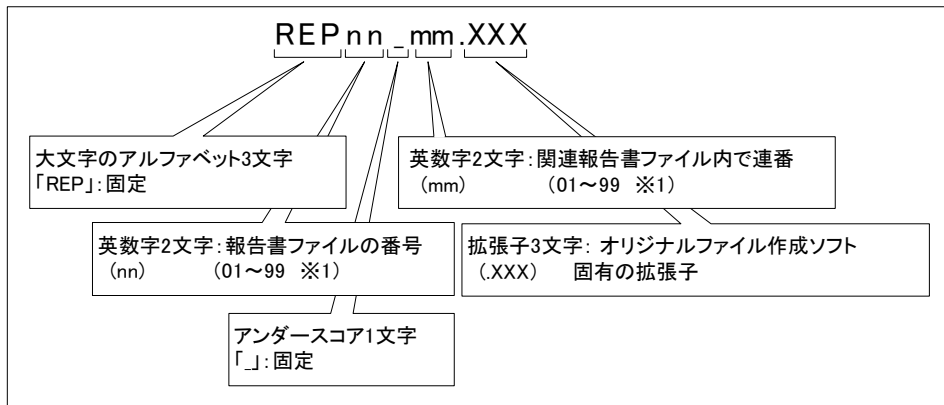 REPnn_mm.XXX
大文字のアルファベット3文字
「REP」:固定
英数字2文字:関連報告書ファイル内で連番
(mm) (01～99 ※1)
英数字2文字:報告書ファイルの番号
(nn) (01～99 ※1)
拡張子3文字: オリジナルファイル作成ソフト
(.XXX) 固有の拡張子
アンダースコア1文字
「_」:固定